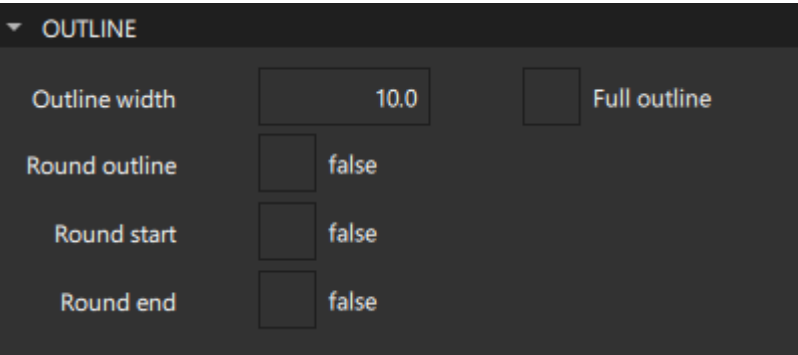 OUTLINE
Outline width 10.0 Full outline
Round outline false
Round start false
Round end false